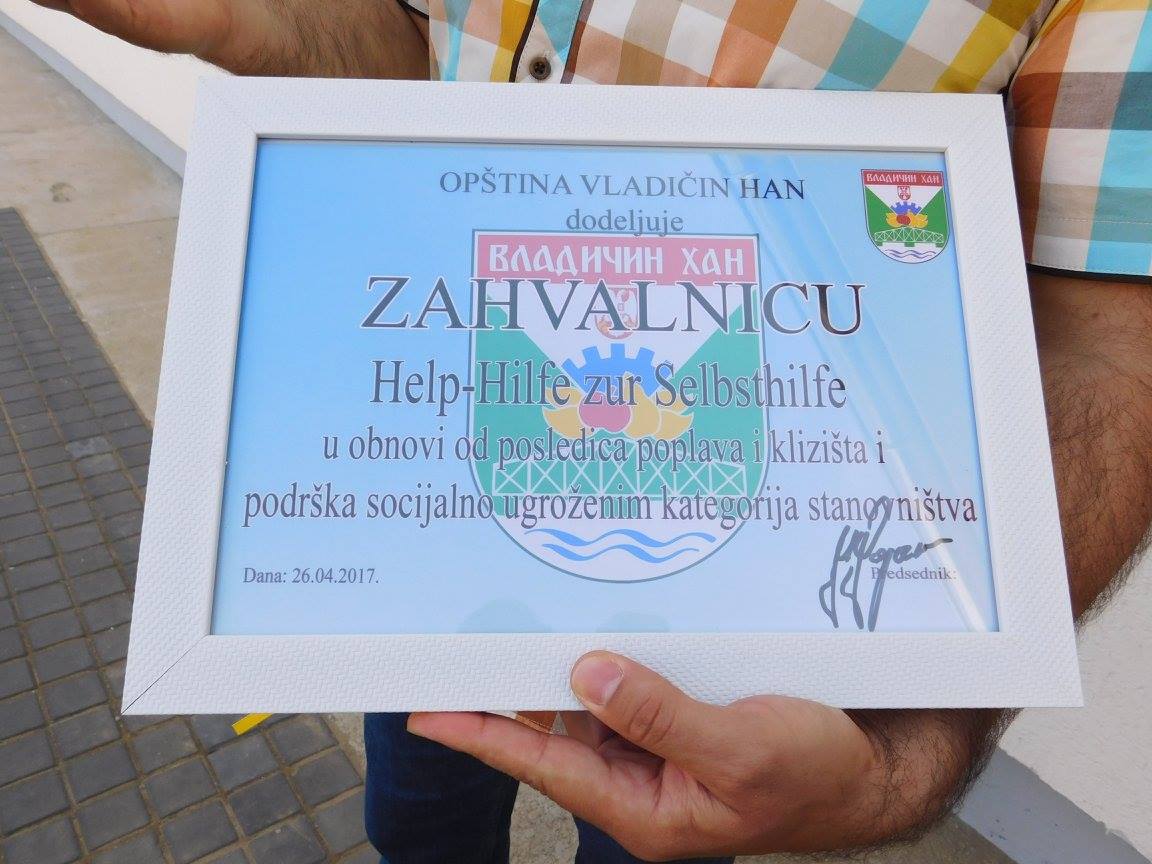 OPŠTINA VLADIČIN HAN
dodeljuje
ВЛАДИЧИН ХАН
ВЛАДИЧИН ХАН
ZAHVALNICU
Help-Hilfe zur Selbsthilfe
u obnovi od posledica poplava i klizišta i
podrška socijalno ugroženim kategorija stanovništva
Dana: 26.04.2017.
Predsednik: